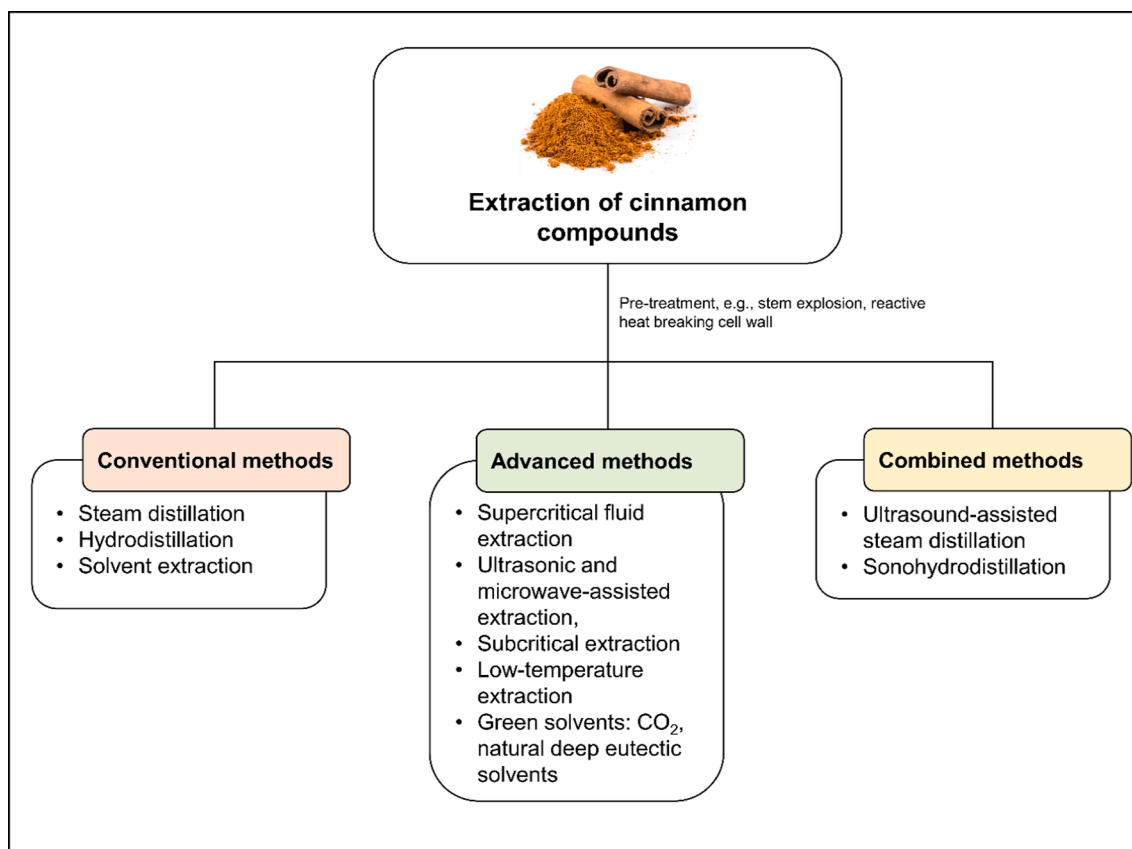 Extraction of cinnamon
compounds
Pre-treatment, e.g., stem explosion, reactive
heat breaking cell wall
Conventional methods
• Steam distillation
• Hydrodistillation
• Solvent extraction
Advanced methods
• Supercritical fluid
extraction
• Ultrasonic and
microwave-assisted
extraction,
• Subcritical extraction
• Low-temperature
extraction
• Green solvents: CO₂,
natural deep eutectic
solvents
Combined methods
• Ultrasound-assisted
steam distillation
• Sonohydrodistillation